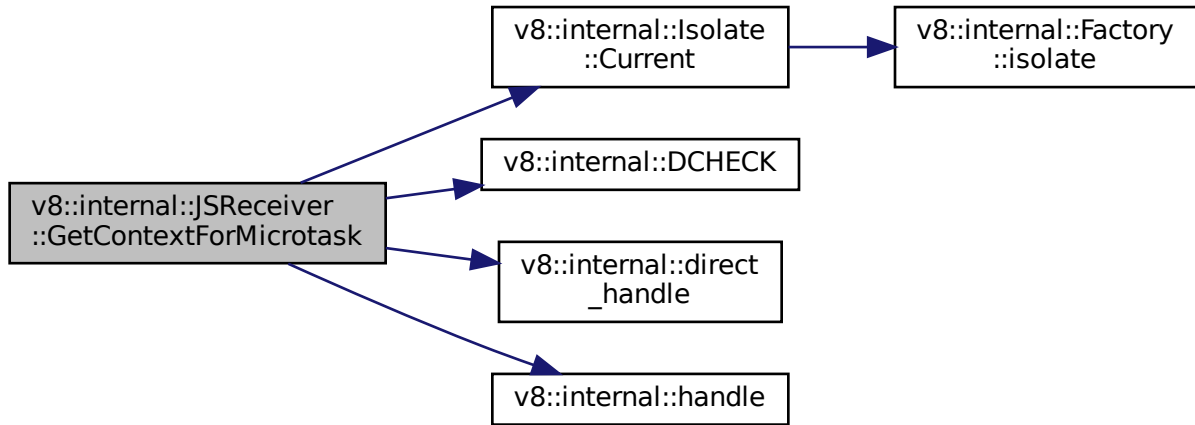 v8::internal::JSReceiver
::GetContextForMicrotask
v8::internal::Isolate
::Current
v8::internal::Factory
::isolate
v8::internal::DCHECK
v8::internal::direct
_handle
v8::internal::handle